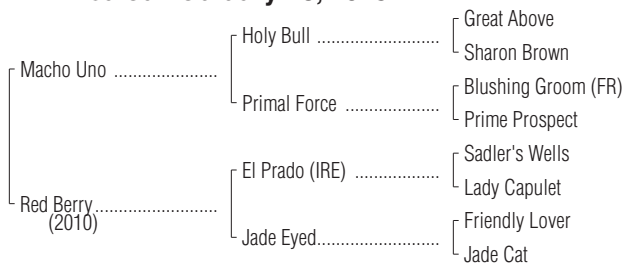 Holy Bull
Great Above
Sharon Brown
Macho Uno
Primal Force
Blushing Groom (FR)
Prime Prospect
El Prado (IRE)
Sadler's Wells
Lady Capulet
Red Berry
(2010)
Jade Eyed
Friendly Lover
Jade Cat